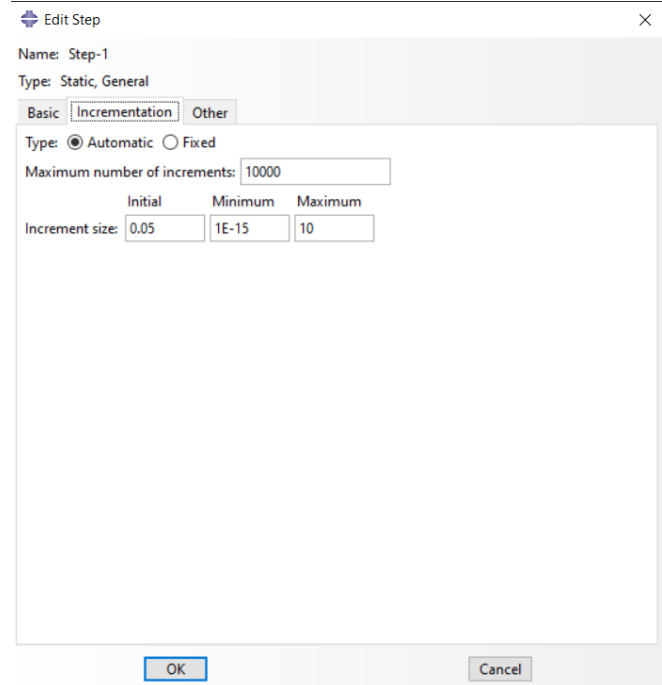 Edit Step
Name: Step-1
Type: Static, General
Basic Incrementation Other
Type: Automatic Fixed
Maximum number of increments: 10000
Initial Minimum Maximum
Increment size: 0.05 1E-15 10
OK Cancel